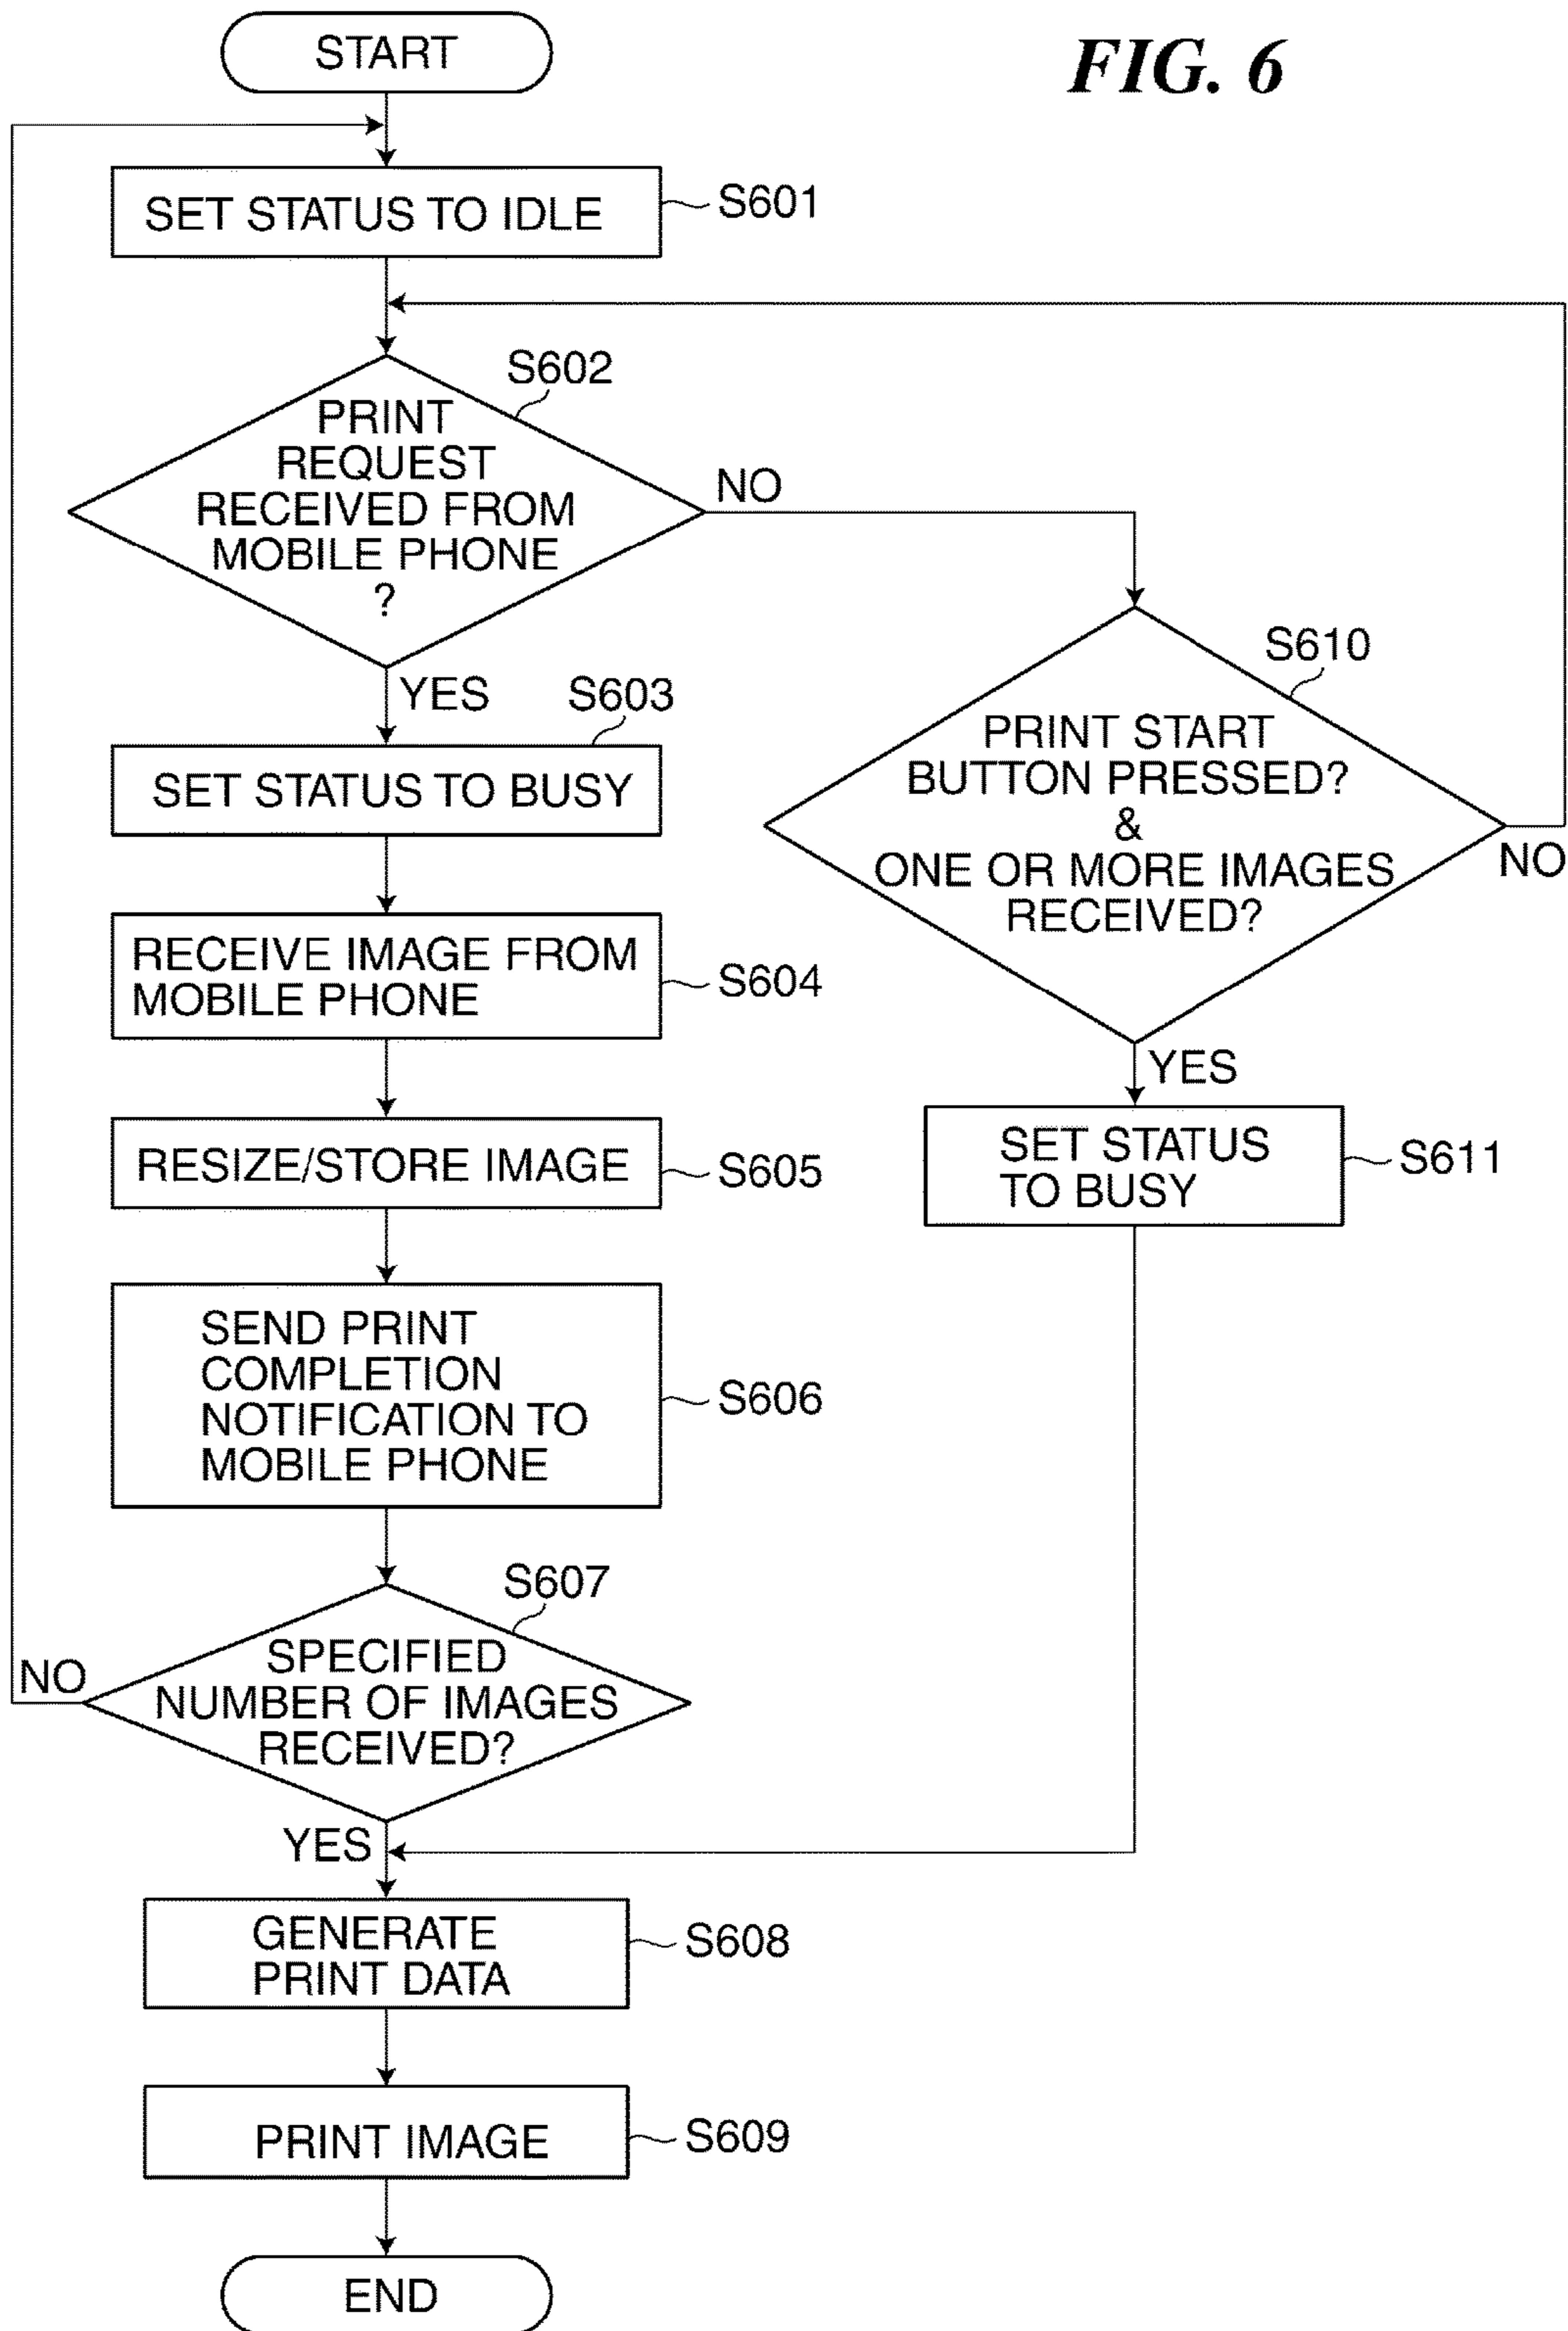 START
FIG. 6
SET STATUS TO IDLE
S601
S602
PRINT
REQUEST
RECEIVED FROM
MOBILE PHONE
?
NO
YES
S603
SET STATUS TO BUSY
RECEIVE IMAGE FROM
MOBILE PHONE
S604
RESIZE/STORE IMAGE
S605
SEND PRINT
COMPLETION
NOTIFICATION TO
MOBILE PHONE
S606
S607
SPECIFIED
NUMBER OF IMAGES
RECEIVED?
NO
YES
S610
PRINT START
BUTTON PRESSED?
&
ONE OR MORE IMAGES
RECEIVED?
NO
YES
SET STATUS
TO BUSY
S611
GENERATE
PRINT DATA
S608
PRINT IMAGE
S609
END